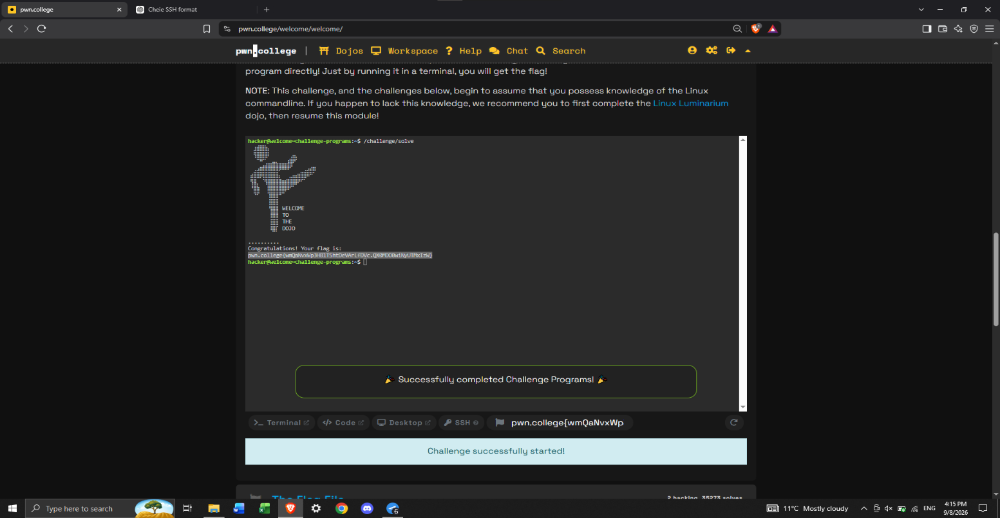 pwn.college
Cheie SSH format
pwn.college/welcome/welcome/
1
pwn.college | Dojos Workspace ? Help Chat Search
program directly! Just by running it in a terminal, you will get the flag!
NOTE: This challenge, and the challenges below, begin to assume that you possess knowledge of the Linux
commandline. If you happen to lack this knowledge, we recommend you to first complete the Linux Luminarium
dojo, then resume this module!
hacker@welcome~challenge-programs:~$ /challenge/solve
WELCOME
TO
THE
DOJO
----------
Congratulations! Your flag is:
hacker@welcome~challenge-programs:~$
🎉 Successfully completed Challenge Programs! 🎉
>_ Terminal </> Code Desktop SSH pwn.college{wmQaNvxWp
Challenge successfully started!
The Flag File
2 hacking, 35273 solves
Type here to search
6
11°C Mostly cloudy
ENG
4:15 PM
9/8/2026